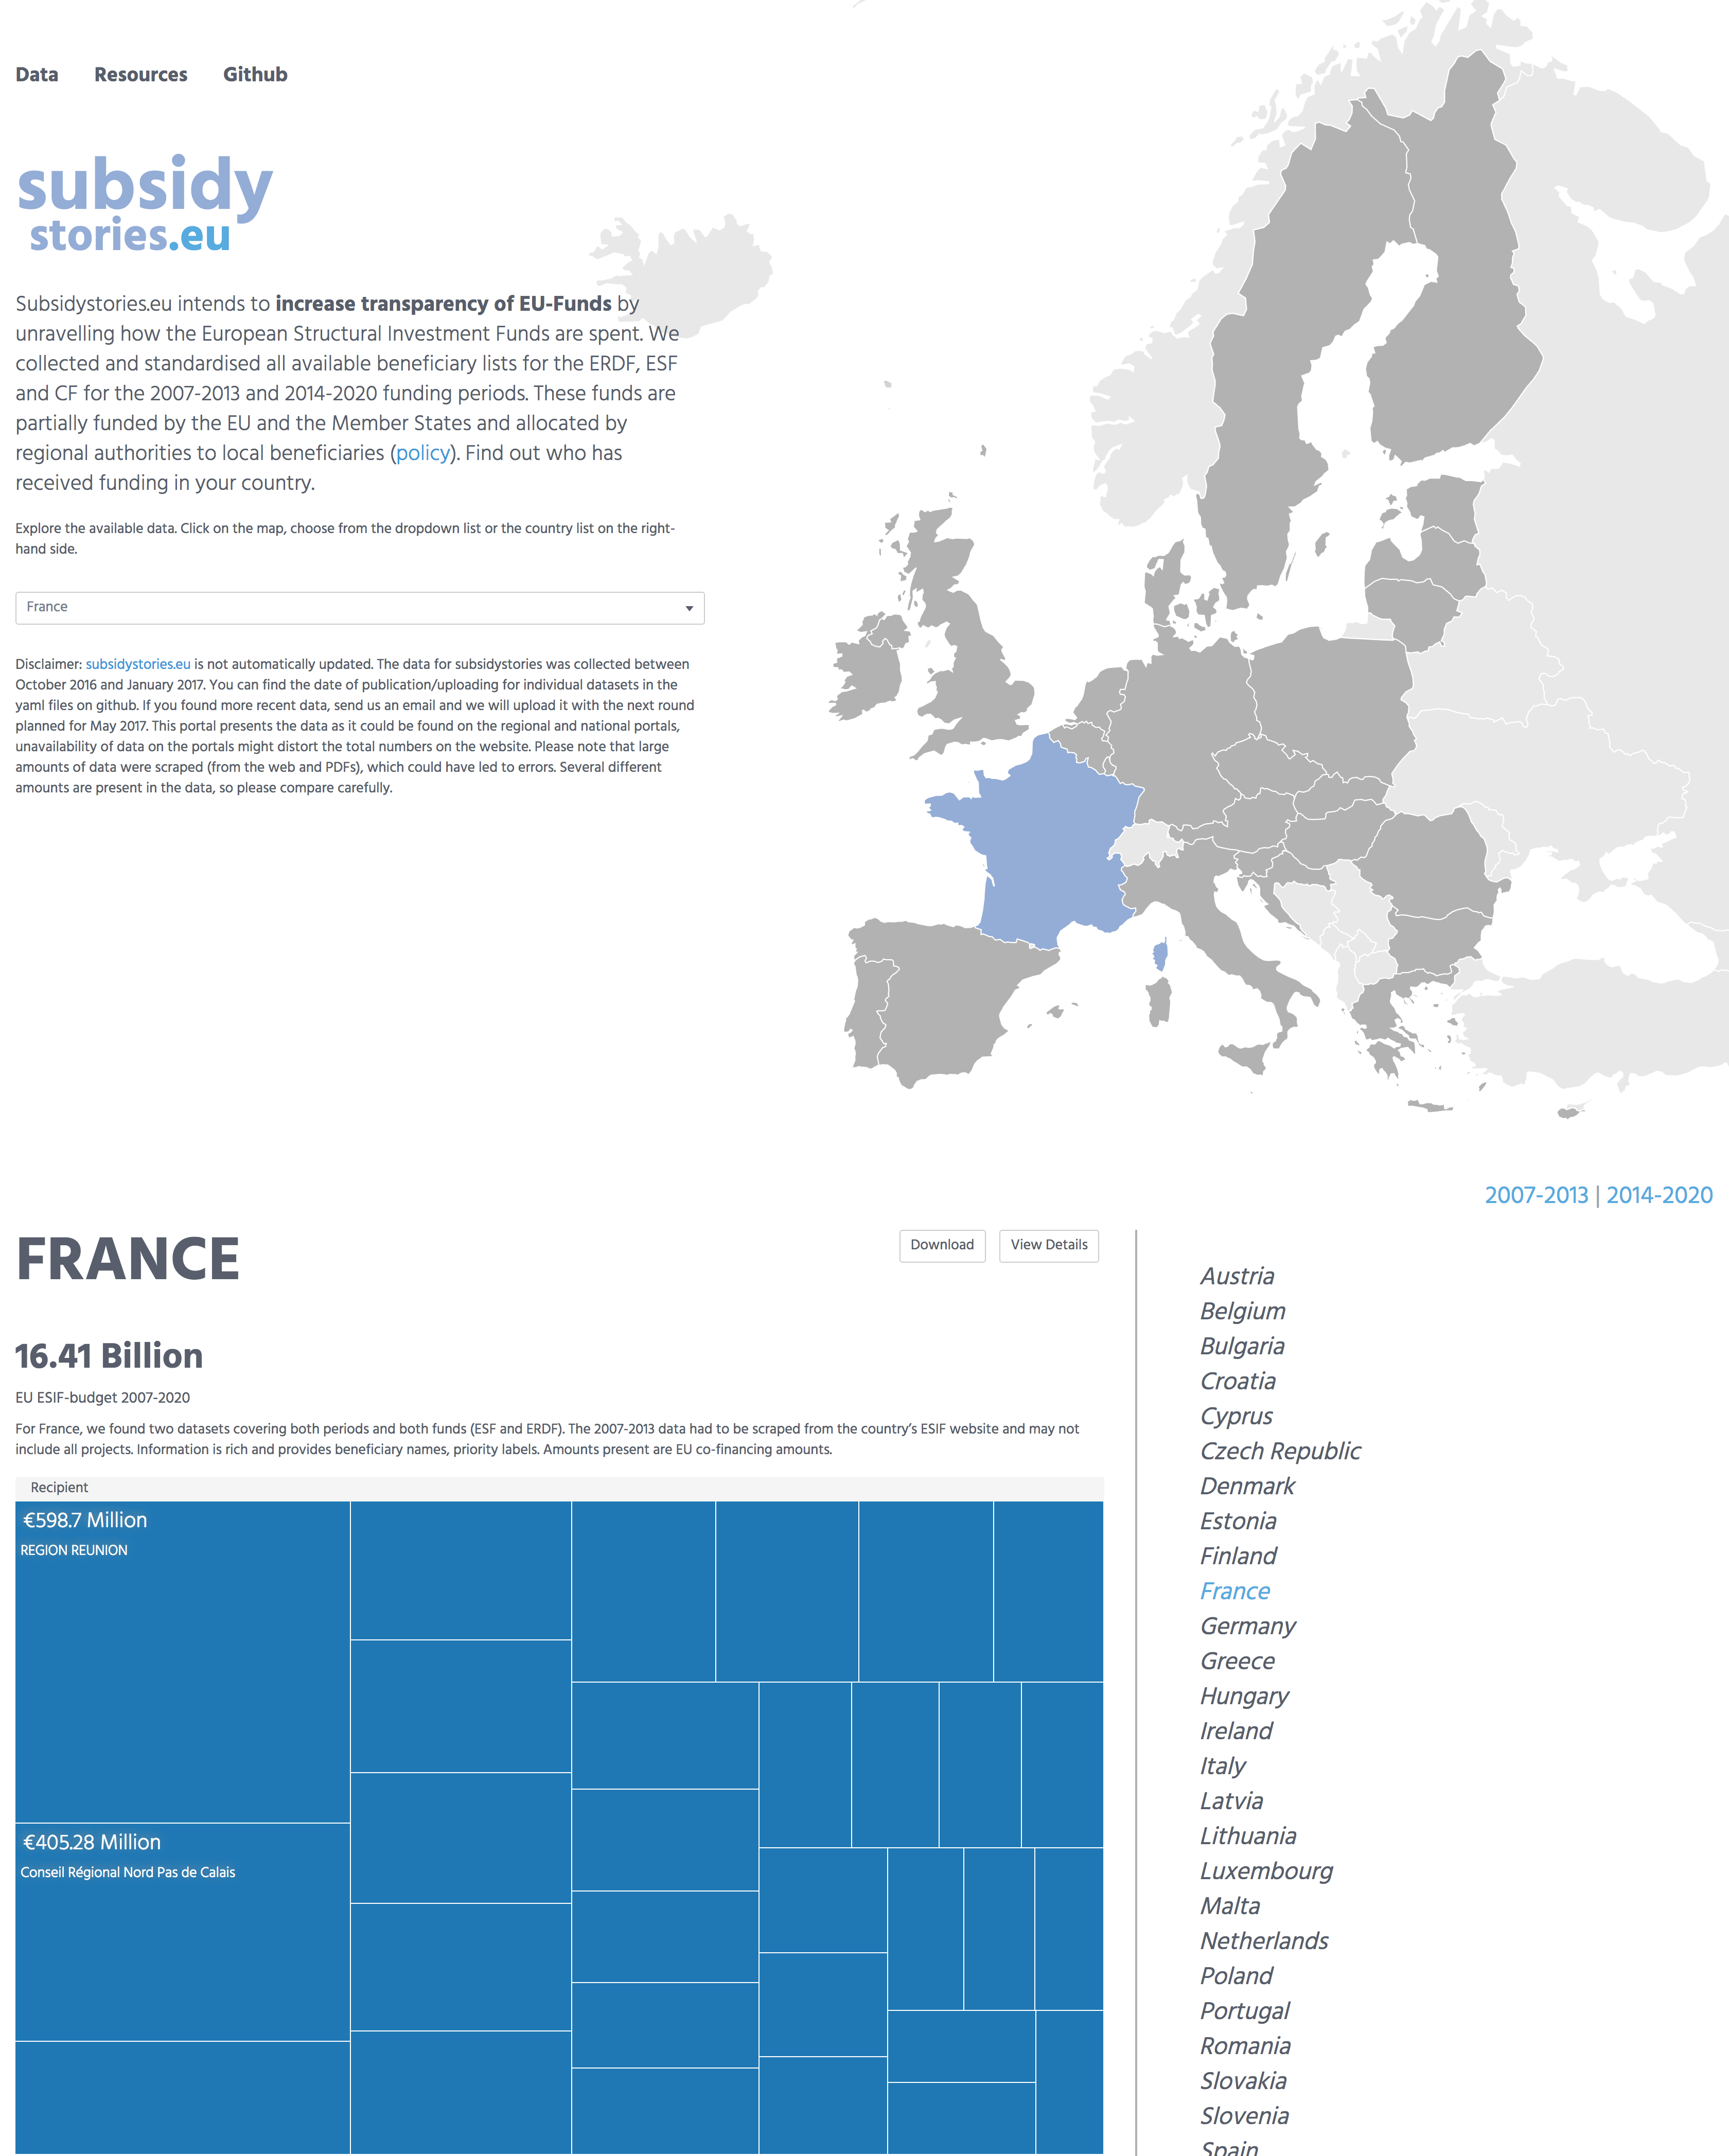 Data Resources Github
subsidy
stories.eu
Subsidystories.eu intends to increase transparency of EU-Funds by
unravelling how the European Structural Investment Funds are spent. We
collected and standardised all available beneficiary lists for the ERDF, ESF
and CF for the 2007-2013 and 2014-2020 funding periods. These funds are
partially funded by the EU and the Member States and allocated by
regional authorities to local beneficiaries (policy). Find out who has
received funding in your country.
Explore the available data. Click on the map, choose from the dropdown list or the country list on the right-
hand side.
France
Disclaimer: subsidystories.eu is not automatically updated. The data for subsidystories was collected between
October 2016 and January 2017. You can find the date of publication/uploading for individual datasets in the
yaml files on github. If you found more recent data, send us an email and we will upload it with the next round
planned for May 2017. This portal presents the data as it could be found on the regional and national portals,
unavailability of data on the portals might distort the total numbers on the website. Please note that large
amounts of data were scraped (from the web and PDFs), which could have led to errors. Several different
amounts are present in the data, so please compare carefully.
2007-2013 | 2014-2020
FRANCE
Download View Details
16.41 Billion
EU ESIF-budget 2007-2020
For France, we found two datasets covering both periods and both funds (ESF and ERDF). The 2007-2013 data had to be scraped from the country’s ESIF website and may not
include all projects. Information is rich and provides beneficiary names, priority labels. Amounts present are EU co-financing amounts.
Recipient
€598.7 Million
REGION REUNION
€405.28 Million
Conseil Régional Nord Pas de Calais
Austria
Belgium
Bulgaria
Croatia
Cyprus
Czech Republic
Denmark
Estonia
Finland
France
Germany
Greece
Hungary
Ireland
Italy
Latvia
Lithuania
Luxembourg
Malta
Netherlands
Poland
Portugal
Romania
Slovakia
Slovenia
Spain